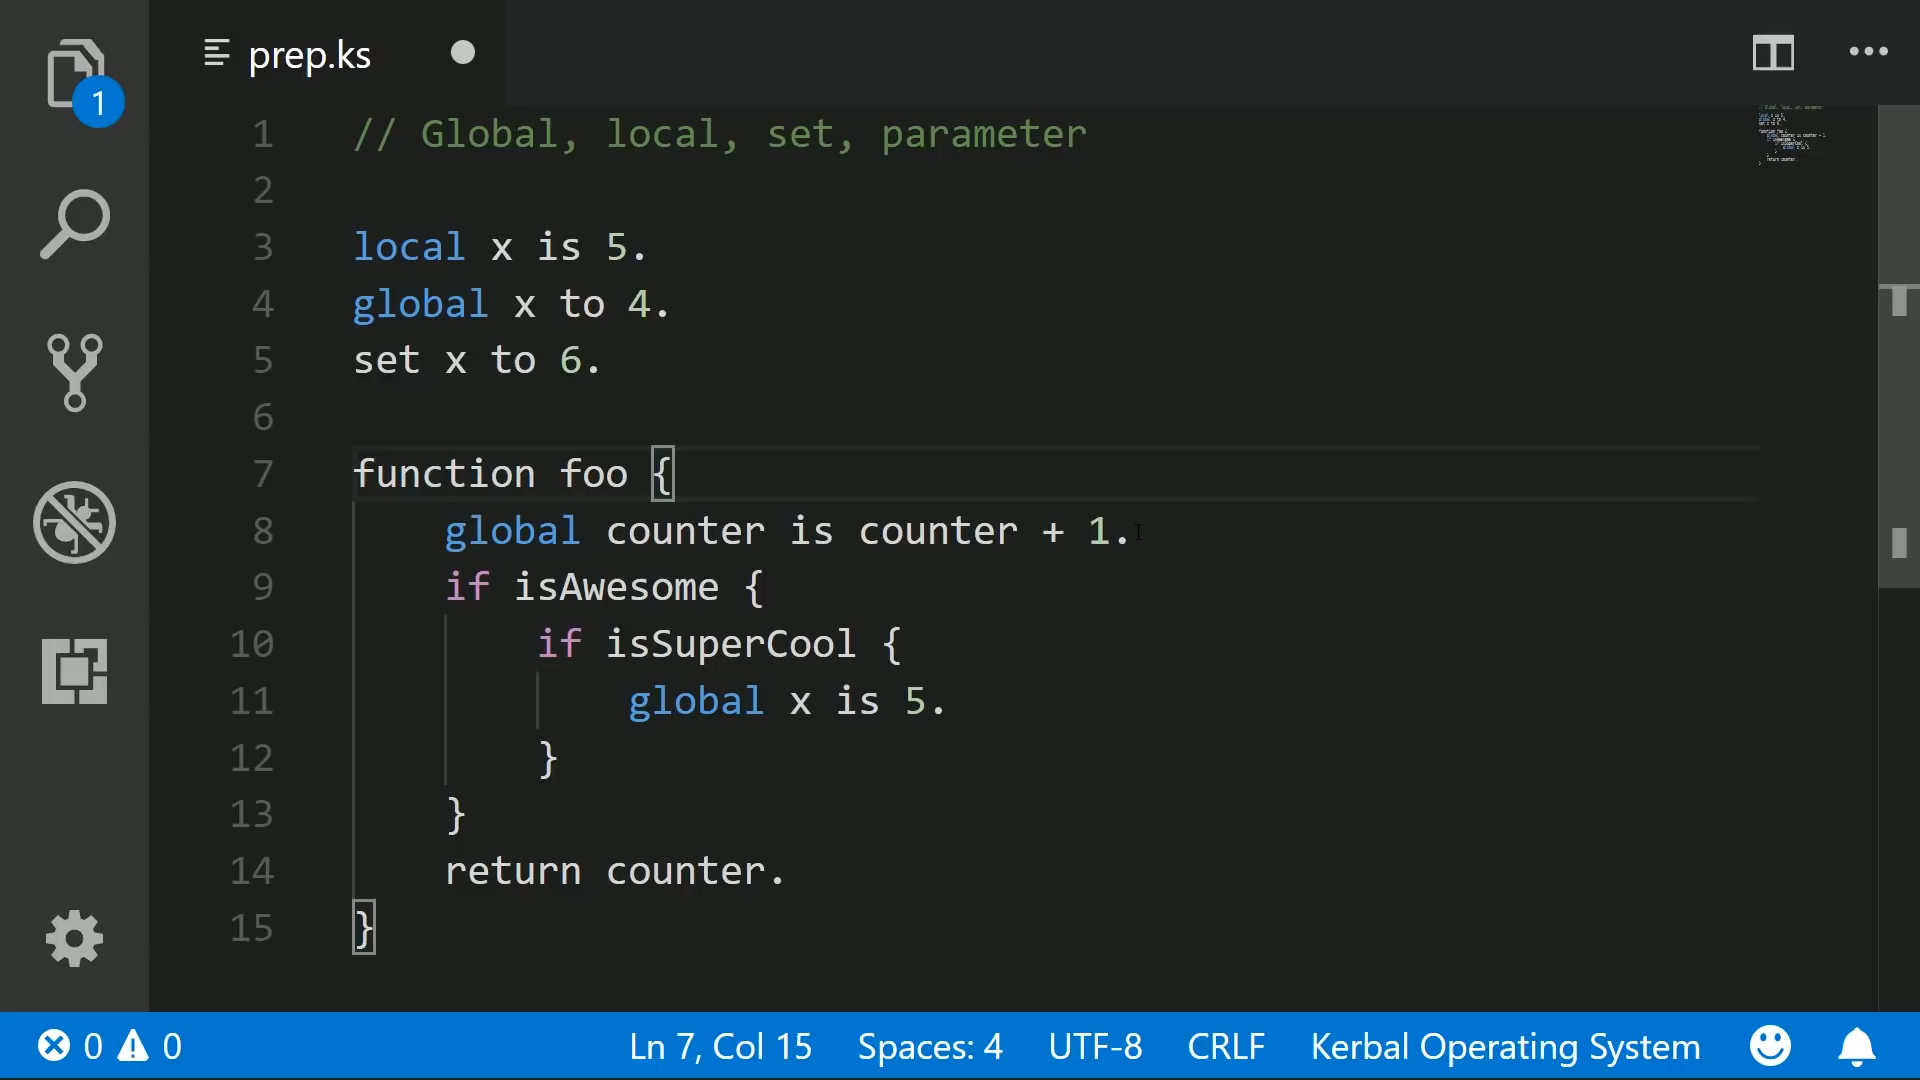 prep.ks
1
1 // Global, local, set, parameter
2
3 local x is 5.
4 global x to 4.
5 set x to 6.
6
7 function foo {
8 global counter is counter + 1.
9 if isAwesome {
10 if isSuperCool {
11 global x is 5.
12 }
13 }
14 return counter.
15 }
0 0 Ln 7, Col 15 Spaces: 4 UTF-8 CRLF Kerbal Operating System